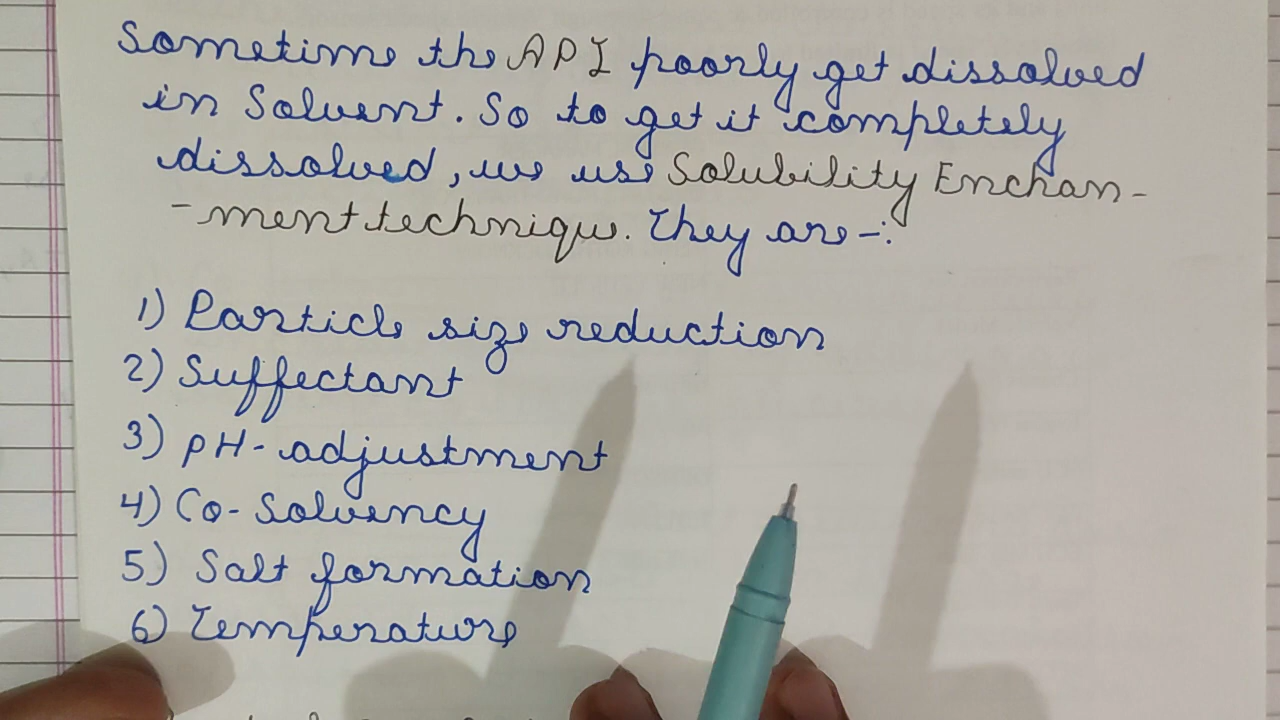 Sometime the API poorly get dissolved
in Solvent. So to get it completely
dissolved, we use Solubility Enchan-
-ment technique. They are -:
1) Particle size reduction
2) Suffectant
3) pH- adjustment
4) Co- Solvency
5) Salt formation
6) Temperature